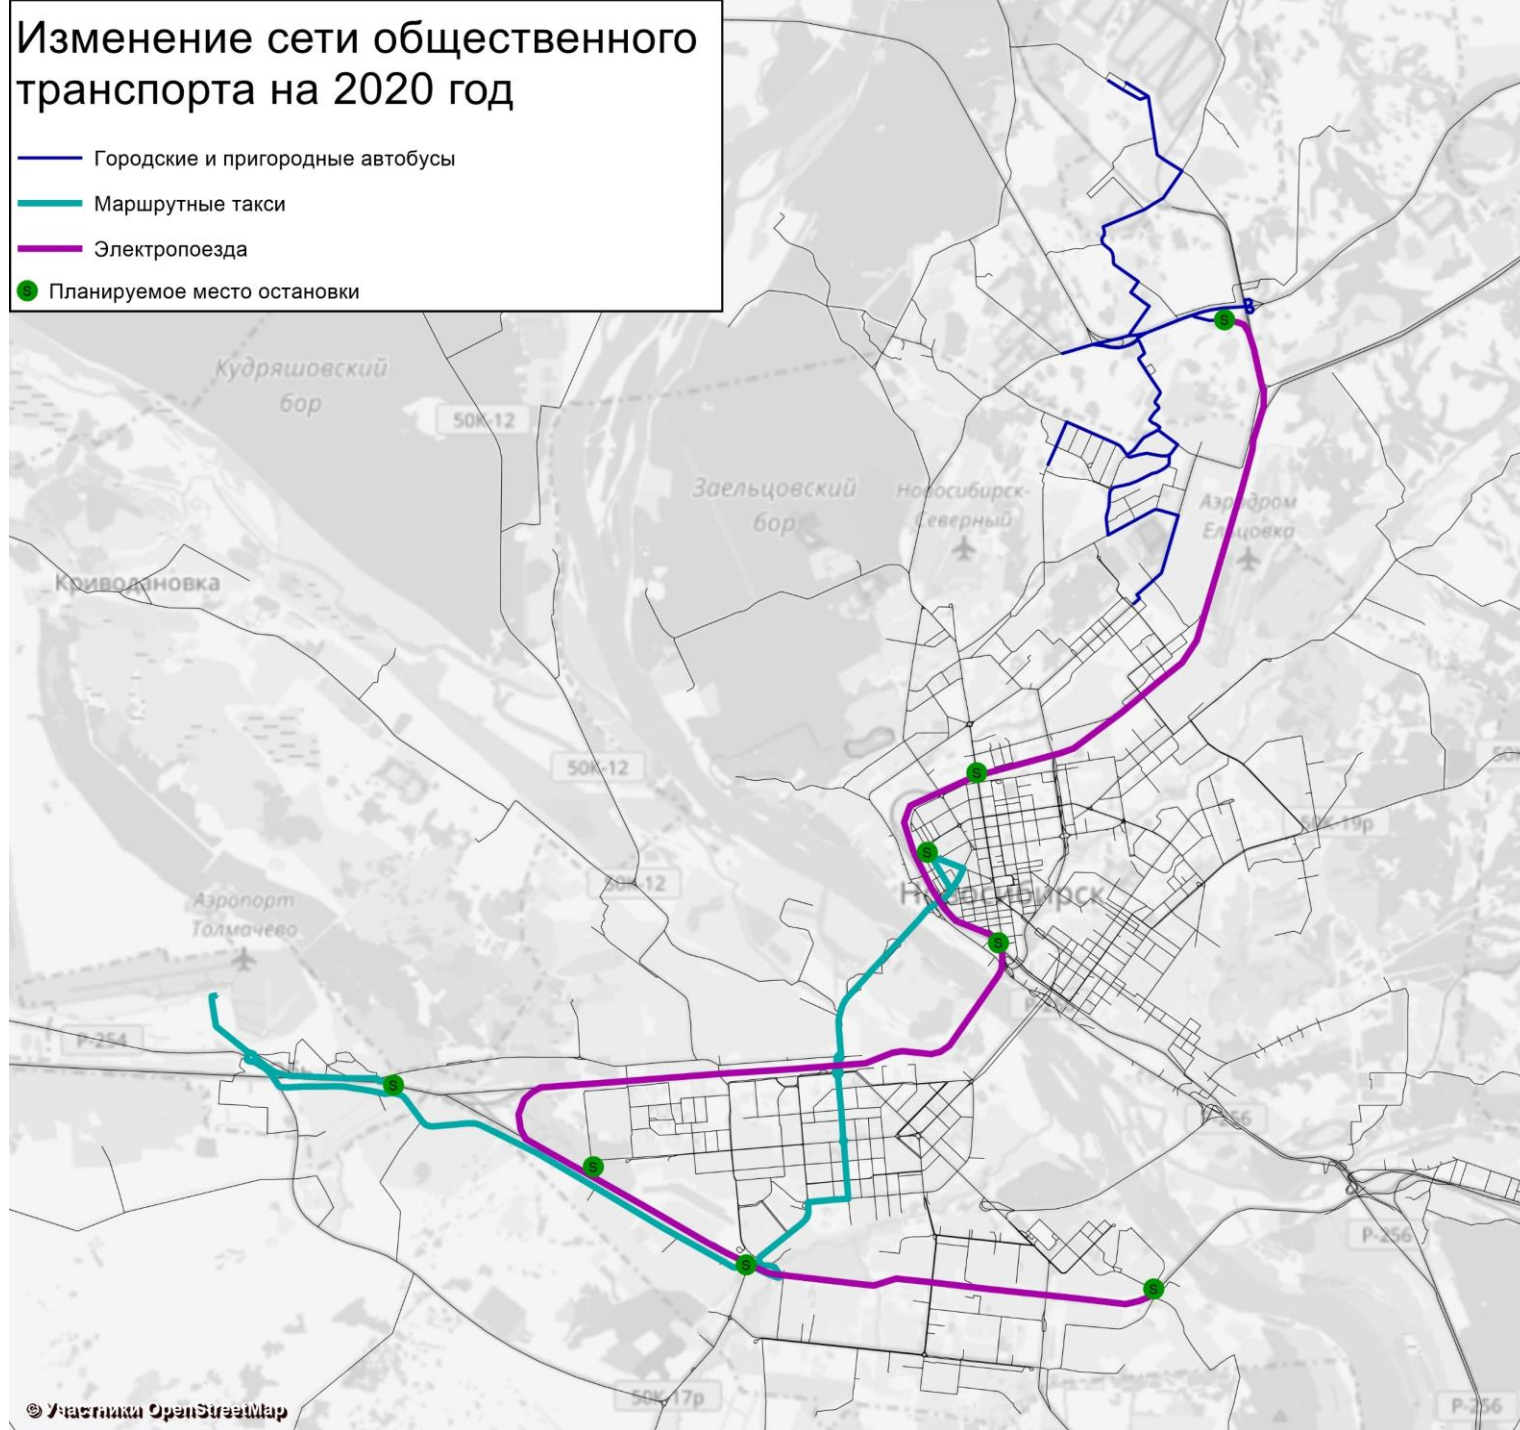 Изменение сети общественного
транспорта на 2020 год
Городские и пригородные автобусы
Маршрутные такси
Электропоезда
S Планируемое место остановки
Кудряшовский
бор
50К-12
Заельцовский
бор
Новосибирск-
Северный
Аэродром
Ельцовка
Криводановка
50К-12
50К-19р
50К-12
Новосибирск
Аэропорт
Толмачево
Р-254
Р-256
Р-256
50К-17р
Р-256
© Участники OpenStreetMap